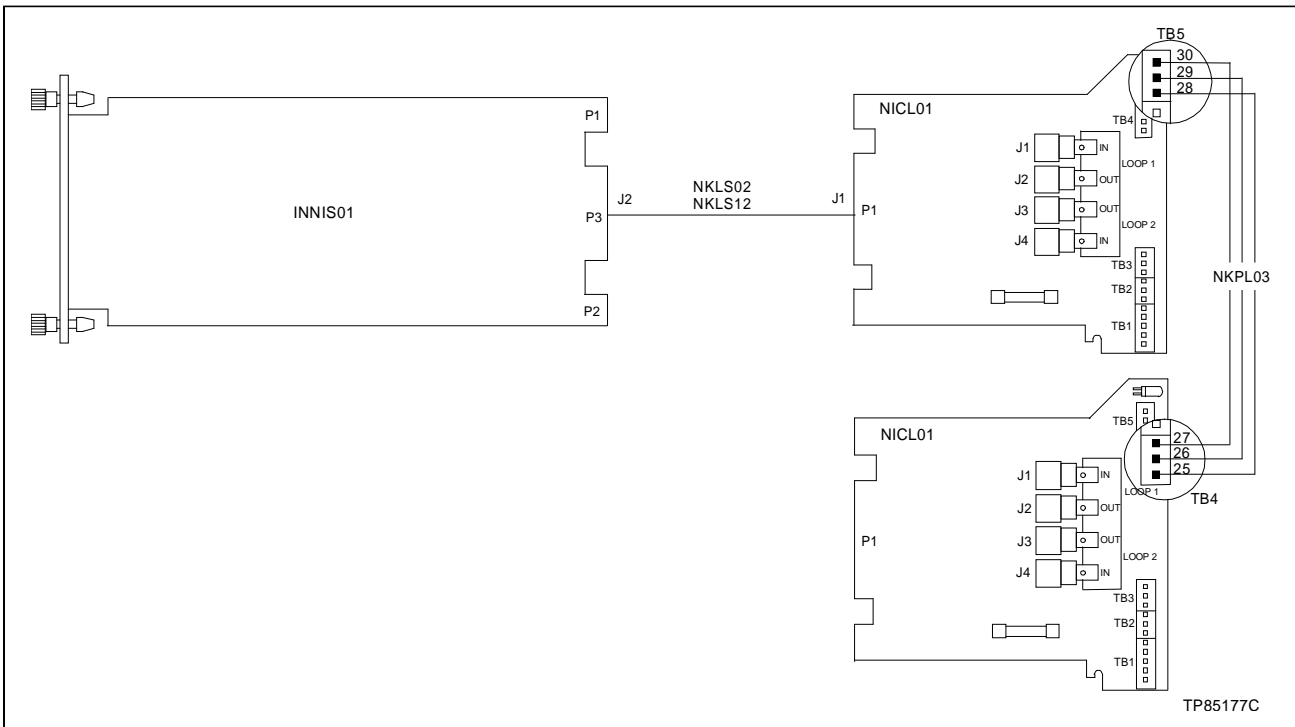 TB5
30
29
28
NICL01
TB4
P1
J1
IN
LOOP 1
J2
OUT
INNIS01
P3
J2
NKLS02
NKLS12
J1
P1
J3
OUT
LOOP 2
J4
IN
TB3
TB2
TB1
P2
NKPL03
NICL01
TB5
27
26
25
TB4
J1
IN
LOOP 1
J2
OUT
P1
J3
OUT
LOOP 2
J4
IN
TB3
TB2
TB1
TP85177C